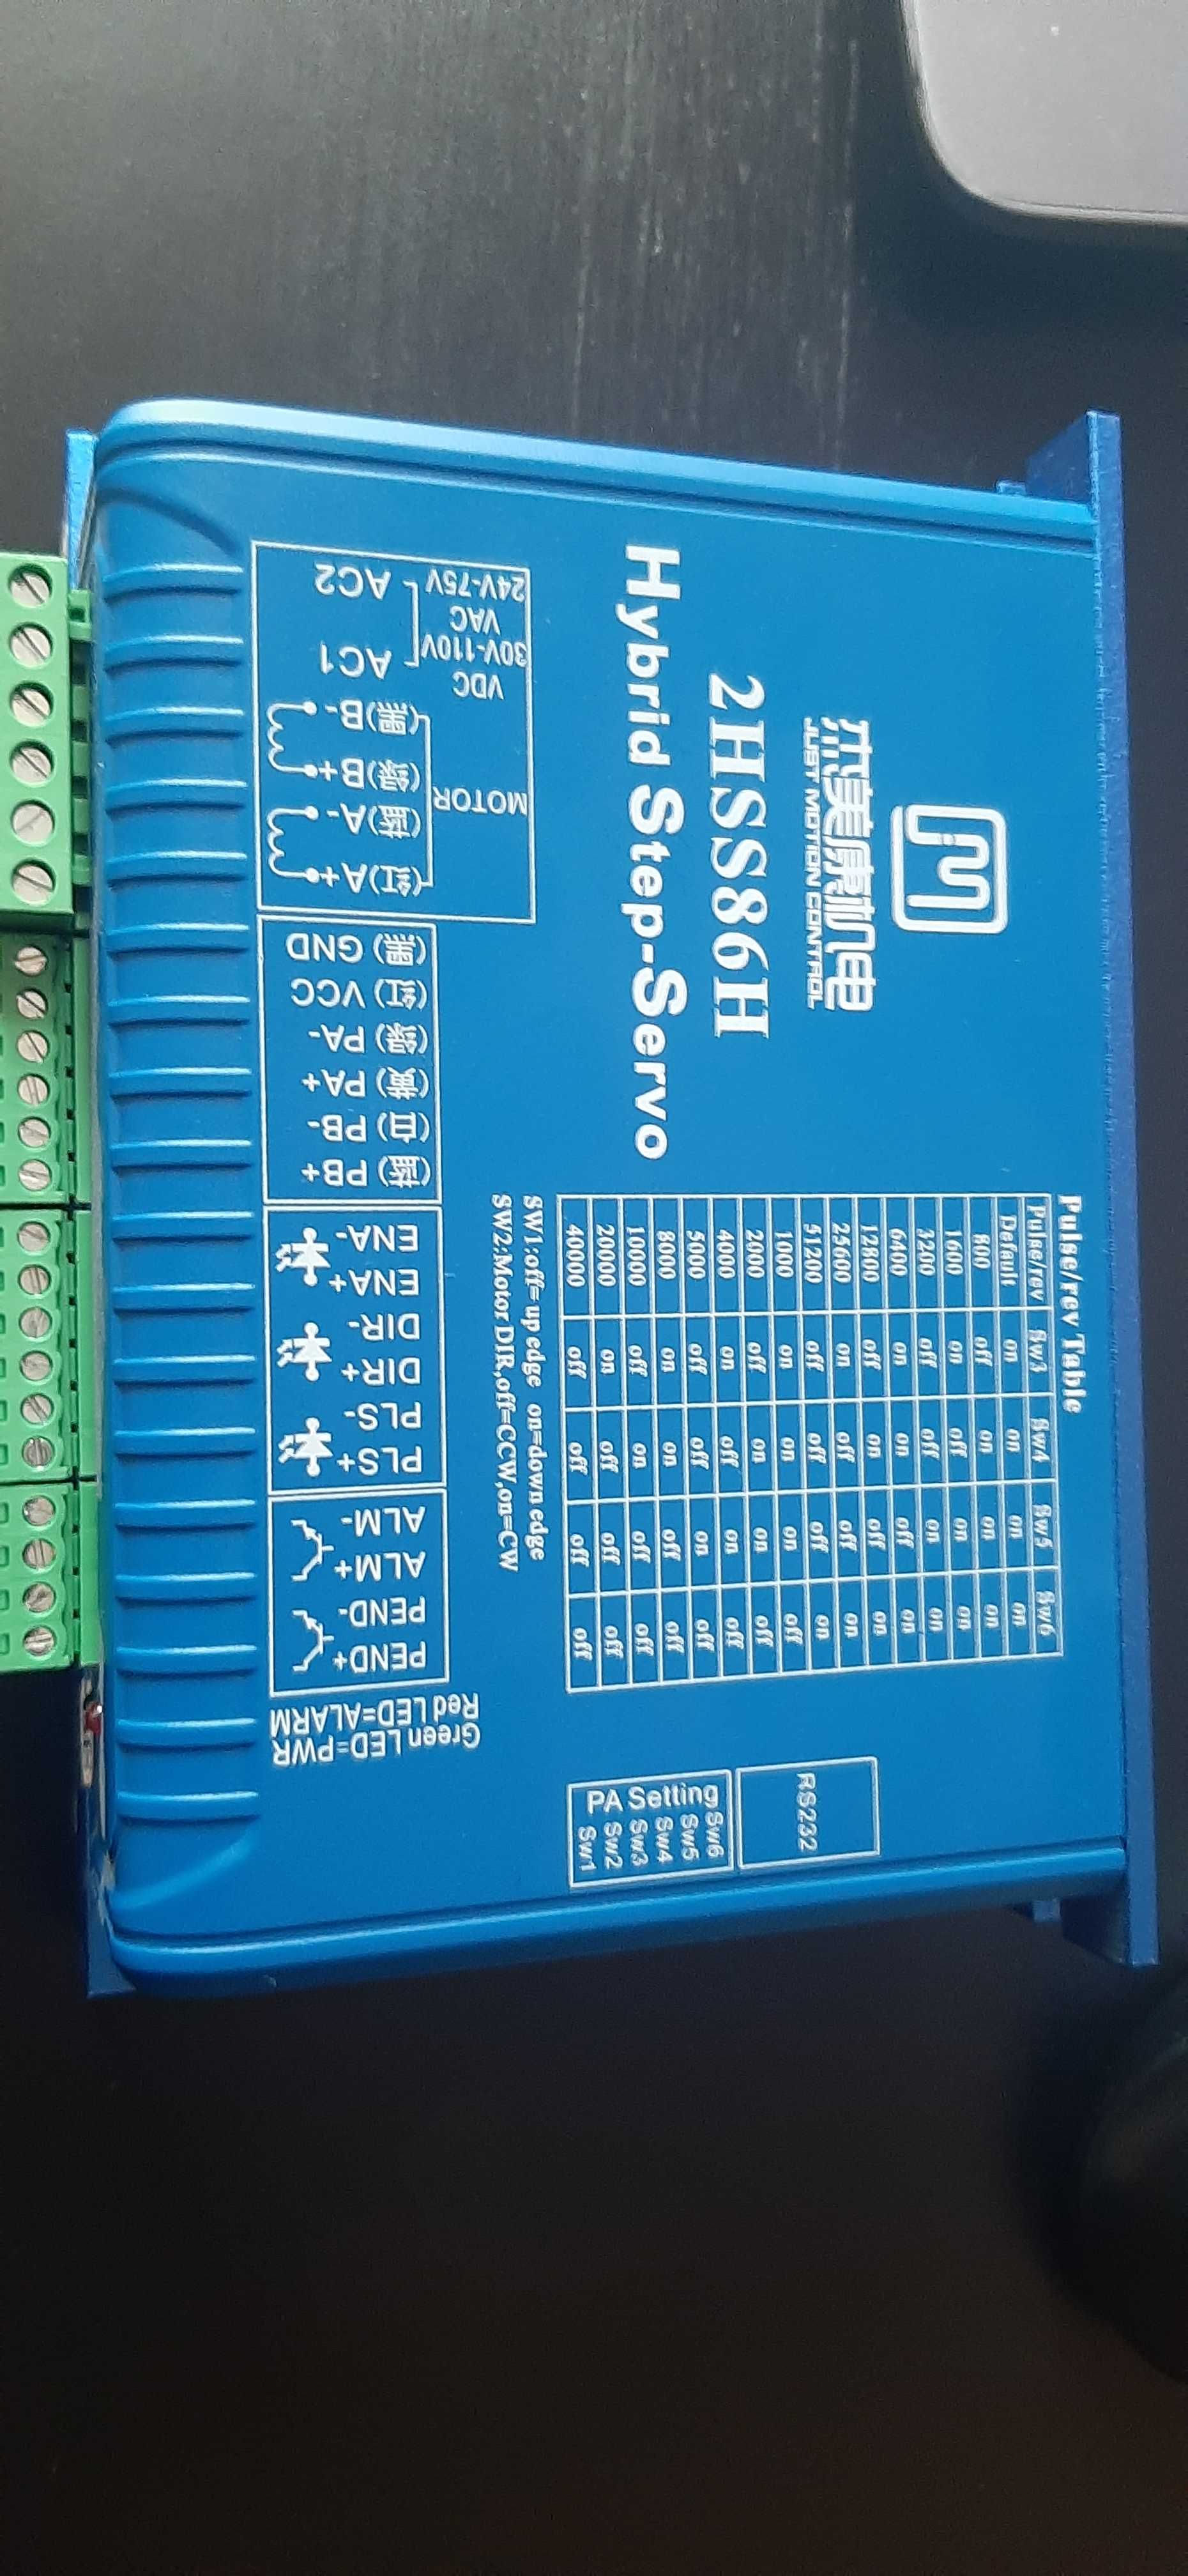 杰美康机电
JUST MOTION CONTROL
2HSS86H
Hybrid Step-Servo
Pulse/rev Table
Pulse/rev Sw3 Sw4 Sw5 Sw6
Default on on on on
800 off on on on
1600 on off on on
3200 off off on on
6400 on on off on
12800 off on off on
25600 on off off on
51200 off off off on
1000 on on on off
2000 off on on off
4000 on off on off
5000 off off on off
8000 on on off off
10000 off on off off
20000 on off off off
40000 off off off off
SW1:off=up edge on=down edge
SW2:Motor DIR,off=CCW,on=CW
RS232
PA Setting
Sw6
Sw5
Sw4
Sw3
Sw2
Sw1
Green LED=PWR
Red LED=ALARM
PEND+
PEND-
ALM+
ALM-
PLS+
PLS-
DIR+
DIR-
ENA+
ENA-
(蓝) PB+
(白) PB-
(黄) PA+
(绿) PA-
(红) VCC
(黑) GND
MOTOR
(红)A+
(蓝)A-
(绿)B+
(黑)B-
VDC
30V-110V
VAC
24V-75V
AC1
AC2